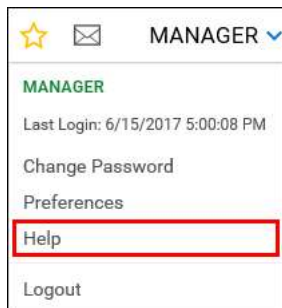 MANAGER
MANAGER
Last Login: 6/15/2017 5:00:08 PM
Change Password
Preferences
Help
Logout